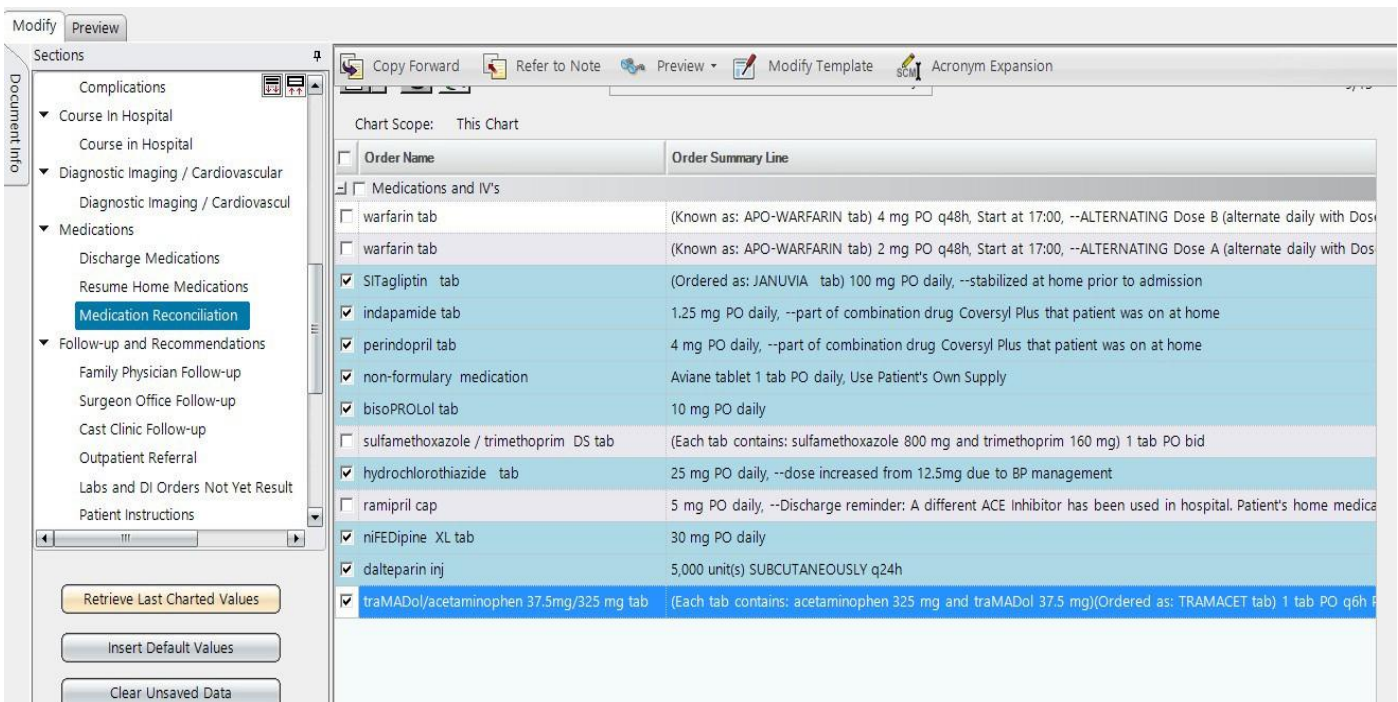 Modify Preview
Document Info
Sections
Complications
Course In Hospital
Course in Hospital
Diagnostic Imaging / Cardiovascular
Diagnostic Imaging / Cardiovascul
Medications
Discharge Medications
Resume Home Medications
Medication Reconciliation
Follow-up and Recommendations
Family Physician Follow-up
Surgeon Office Follow-up
Cast Clinic Follow-up
Outpatient Referral
Labs and DI Orders Not Yet Result
Patient Instructions
Retrieve Last Charted Values
Insert Default Values
Clear Unsaved Data
Copy Forward Refer to Note Preview Modify Template SCM Acronym Expansion
Chart Scope: This Chart
Order Name Order Summary Line
Medications and IV's
warfarin tab (Known as: APO-WARFARIN tab) 4 mg PO q48h, Start at 17:00, --ALTERNATING Dose B (alternate daily with Dos
warfarin tab (Known as: APO-WARFARIN tab) 2 mg PO q48h, Start at 17:00, --ALTERNATING Dose A (alternate daily with Dos
SITagliptin tab (Ordered as: JANUVIA tab) 100 mg PO daily, --stabilized at home prior to admission
indapamide tab 1.25 mg PO daily, --part of combination drug Coversyl Plus that patient was on at home
perindopril tab 4 mg PO daily, --part of combination drug Coversyl Plus that patient was on at home
non-formulary medication Aviane tablet 1 tab PO daily, Use Patient's Own Supply
bisoPROLol tab 10 mg PO daily
sulfamethoxazole / trimethoprim DS tab (Each tab contains: sulfamethoxazole 800 mg and trimethoprim 160 mg) 1 tab PO bid
hydrochlorothiazide tab 25 mg PO daily, --dose increased from 12.5mg due to BP management
ramipril cap 5 mg PO daily, --Discharge reminder: A different ACE Inhibitor has been used in hospital. Patient's home medica
niFEDipine XL tab 30 mg PO daily
dalteparin inj 5,000 unit(s) SUBCUTANEOUSLY q24h
traMADol/acetaminophen 37.5mg/325 mg tab (Each tab contains: acetaminophen 325 mg and traMADol 37.5 mg)(Ordered as: TRAMACET tab) 1 tab PO q6h